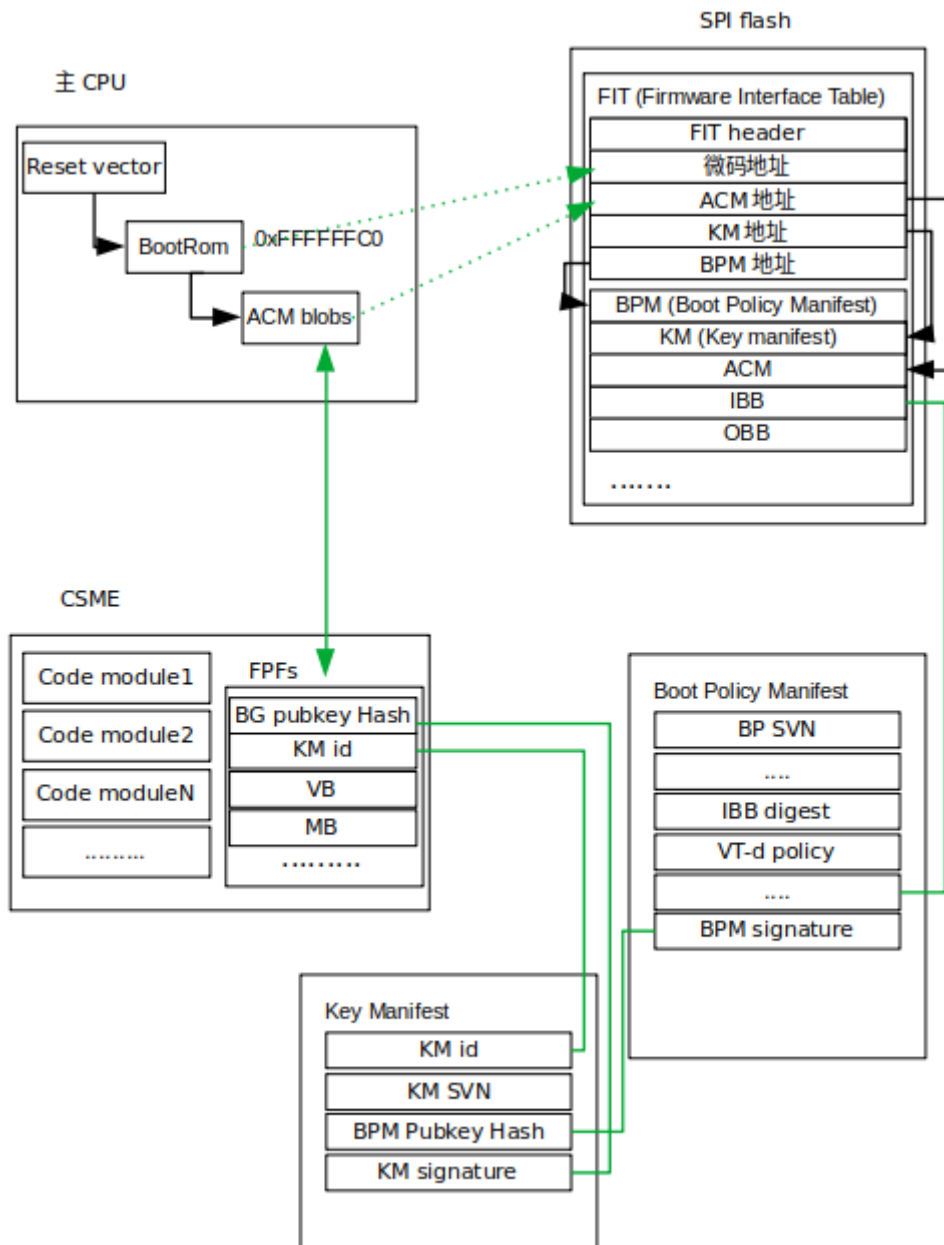 SPI flash
主 CPU
FIT (Firmware Interface Table)
FIT header
微码地址
ACM 地址
KM 地址
BPM 地址
Reset vector
BootRom
0xFFFFFFC0
ACM blobs
BPM (Boot Policy Manifest)
KM (Key manifest)
ACM
IBB
OBB
.......
CSME
Code module1
Code module2
Code moduleN
.........
FPFs
BG pubkey Hash
KM id
VB
MB
.........
Boot Policy Manifest
BP SVN
....
IBB digest
VT-d policy
....
BPM signature
Key Manifest
KM id
KM SVN
BPM Pubkey Hash
KM signature